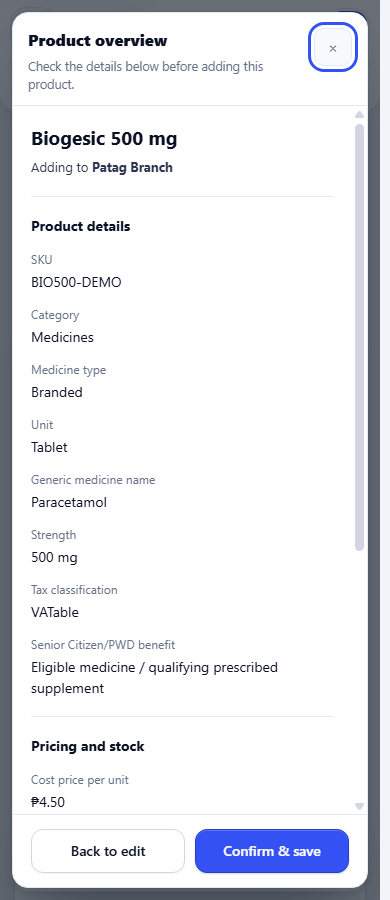 Product overview
Check the details below before adding this
product.
×
Biogesic 500 mg
Adding to Patag Branch
Product details
SKU
BIO500-DEMO
Category
Medicines
Medicine type
Branded
Unit
Tablet
Generic medicine name
Paracetamol
Strength
500 mg
Tax classification
VATable
Senior Citizen/PWD benefit
Eligible medicine / qualifying prescribed
supplement
Pricing and stock
Cost price per unit
₱4.50
Back to edit
Confirm & save